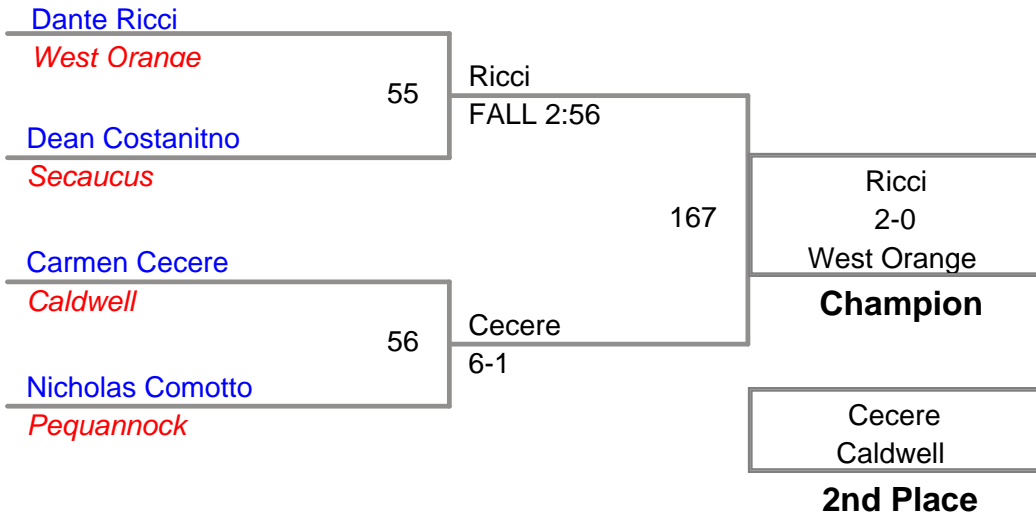 Dante Ricci
West Orange
55
Ricci
FALL 2:56
Dean Costanitno
Secaucus
167
Ricci
2-0
West Orange
Champion
Carmen Cecere
Caldwell
56
Cecere
6-1
Nicholas Comotto
Pequannock
Cecere
Caldwell
2nd Place